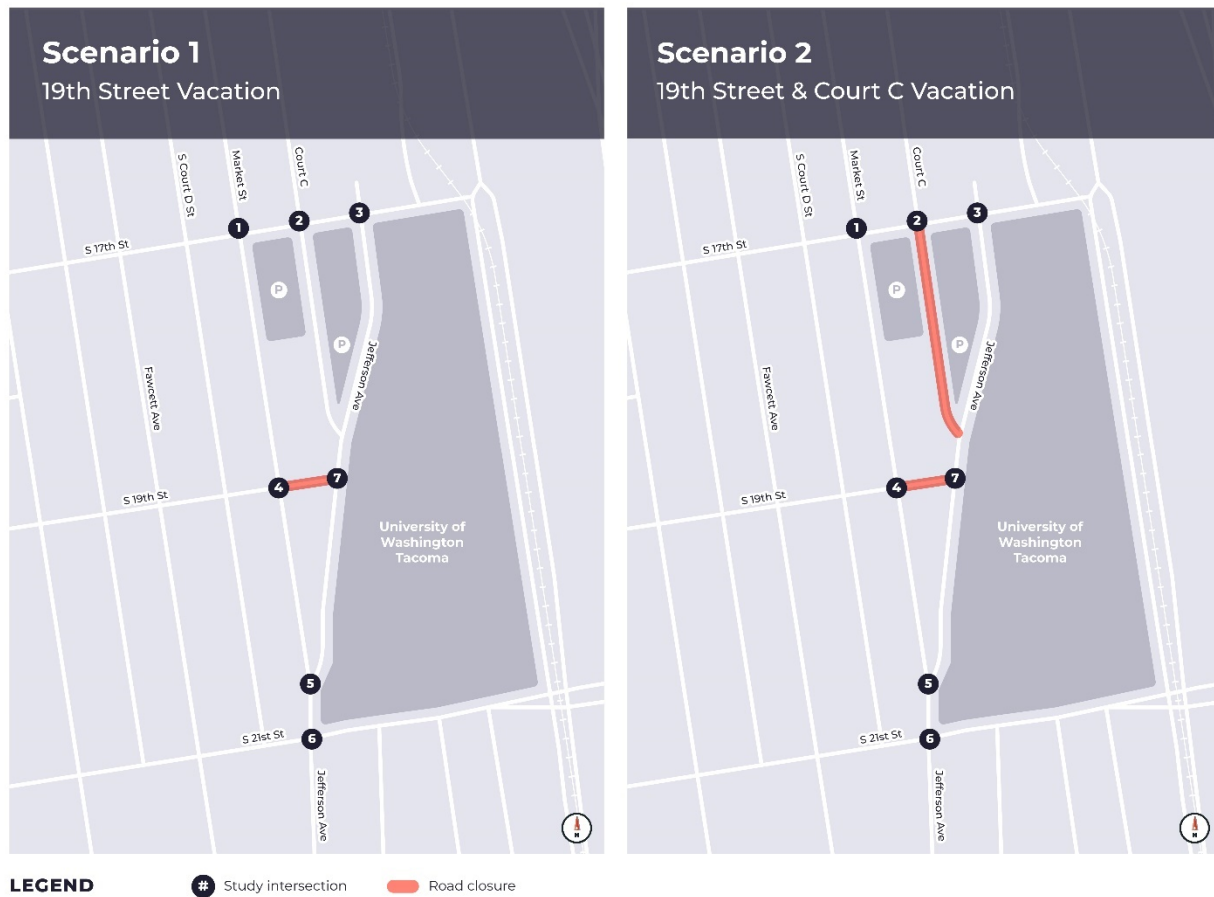 Scenario 1
19th Street Vacation
S Court D St
Market St
Court C
1
2
3
S 17th St
P
P
Jefferson Ave
Fawcett Ave
4
7
S 19th St
University of
Washington
Tacoma
5
6
S 21st St
Jefferson Ave
N
Scenario 2
19th Street & Court C Vacation
S Court D St
Market St
Court C
1
2
3
S 17th St
P
P
Jefferson Ave
Fawcett Ave
4
7
S 19th St
University of
Washington
Tacoma
5
6
S 21st St
Jefferson Ave
N
LEGEND
# Study intersection
Road closure